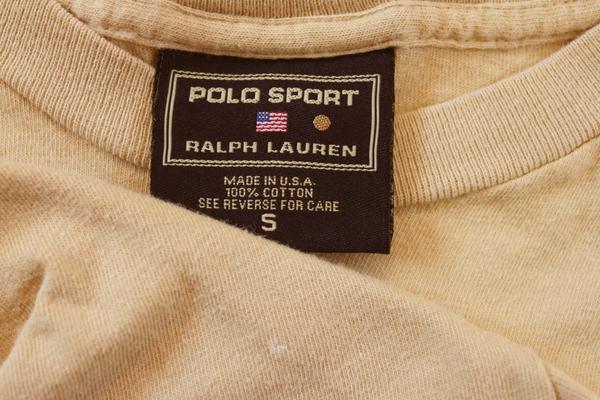 POLO SPORT
RALPH LAUREN
MADE IN U.S.A.
100% COTTON
SEE REVERSE FOR CARE
S